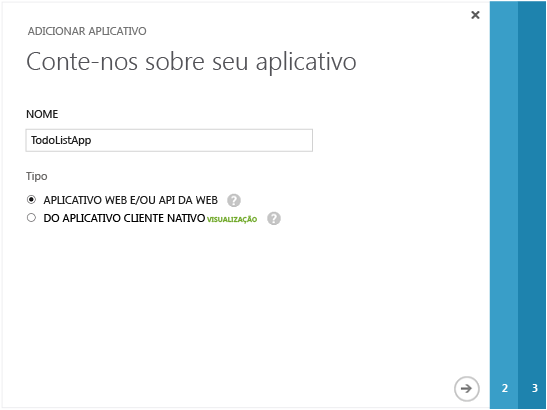 ADICIONAR APLICATIVO
Conte-nos sobre seu aplicativo
NOME
TodoListApp
Tipo
APLICATIVO WEB E/OU API DA WEB ?
DO APLICATIVO CLIENTE NATIVO VISUALIZAÇÃO ?
2 3